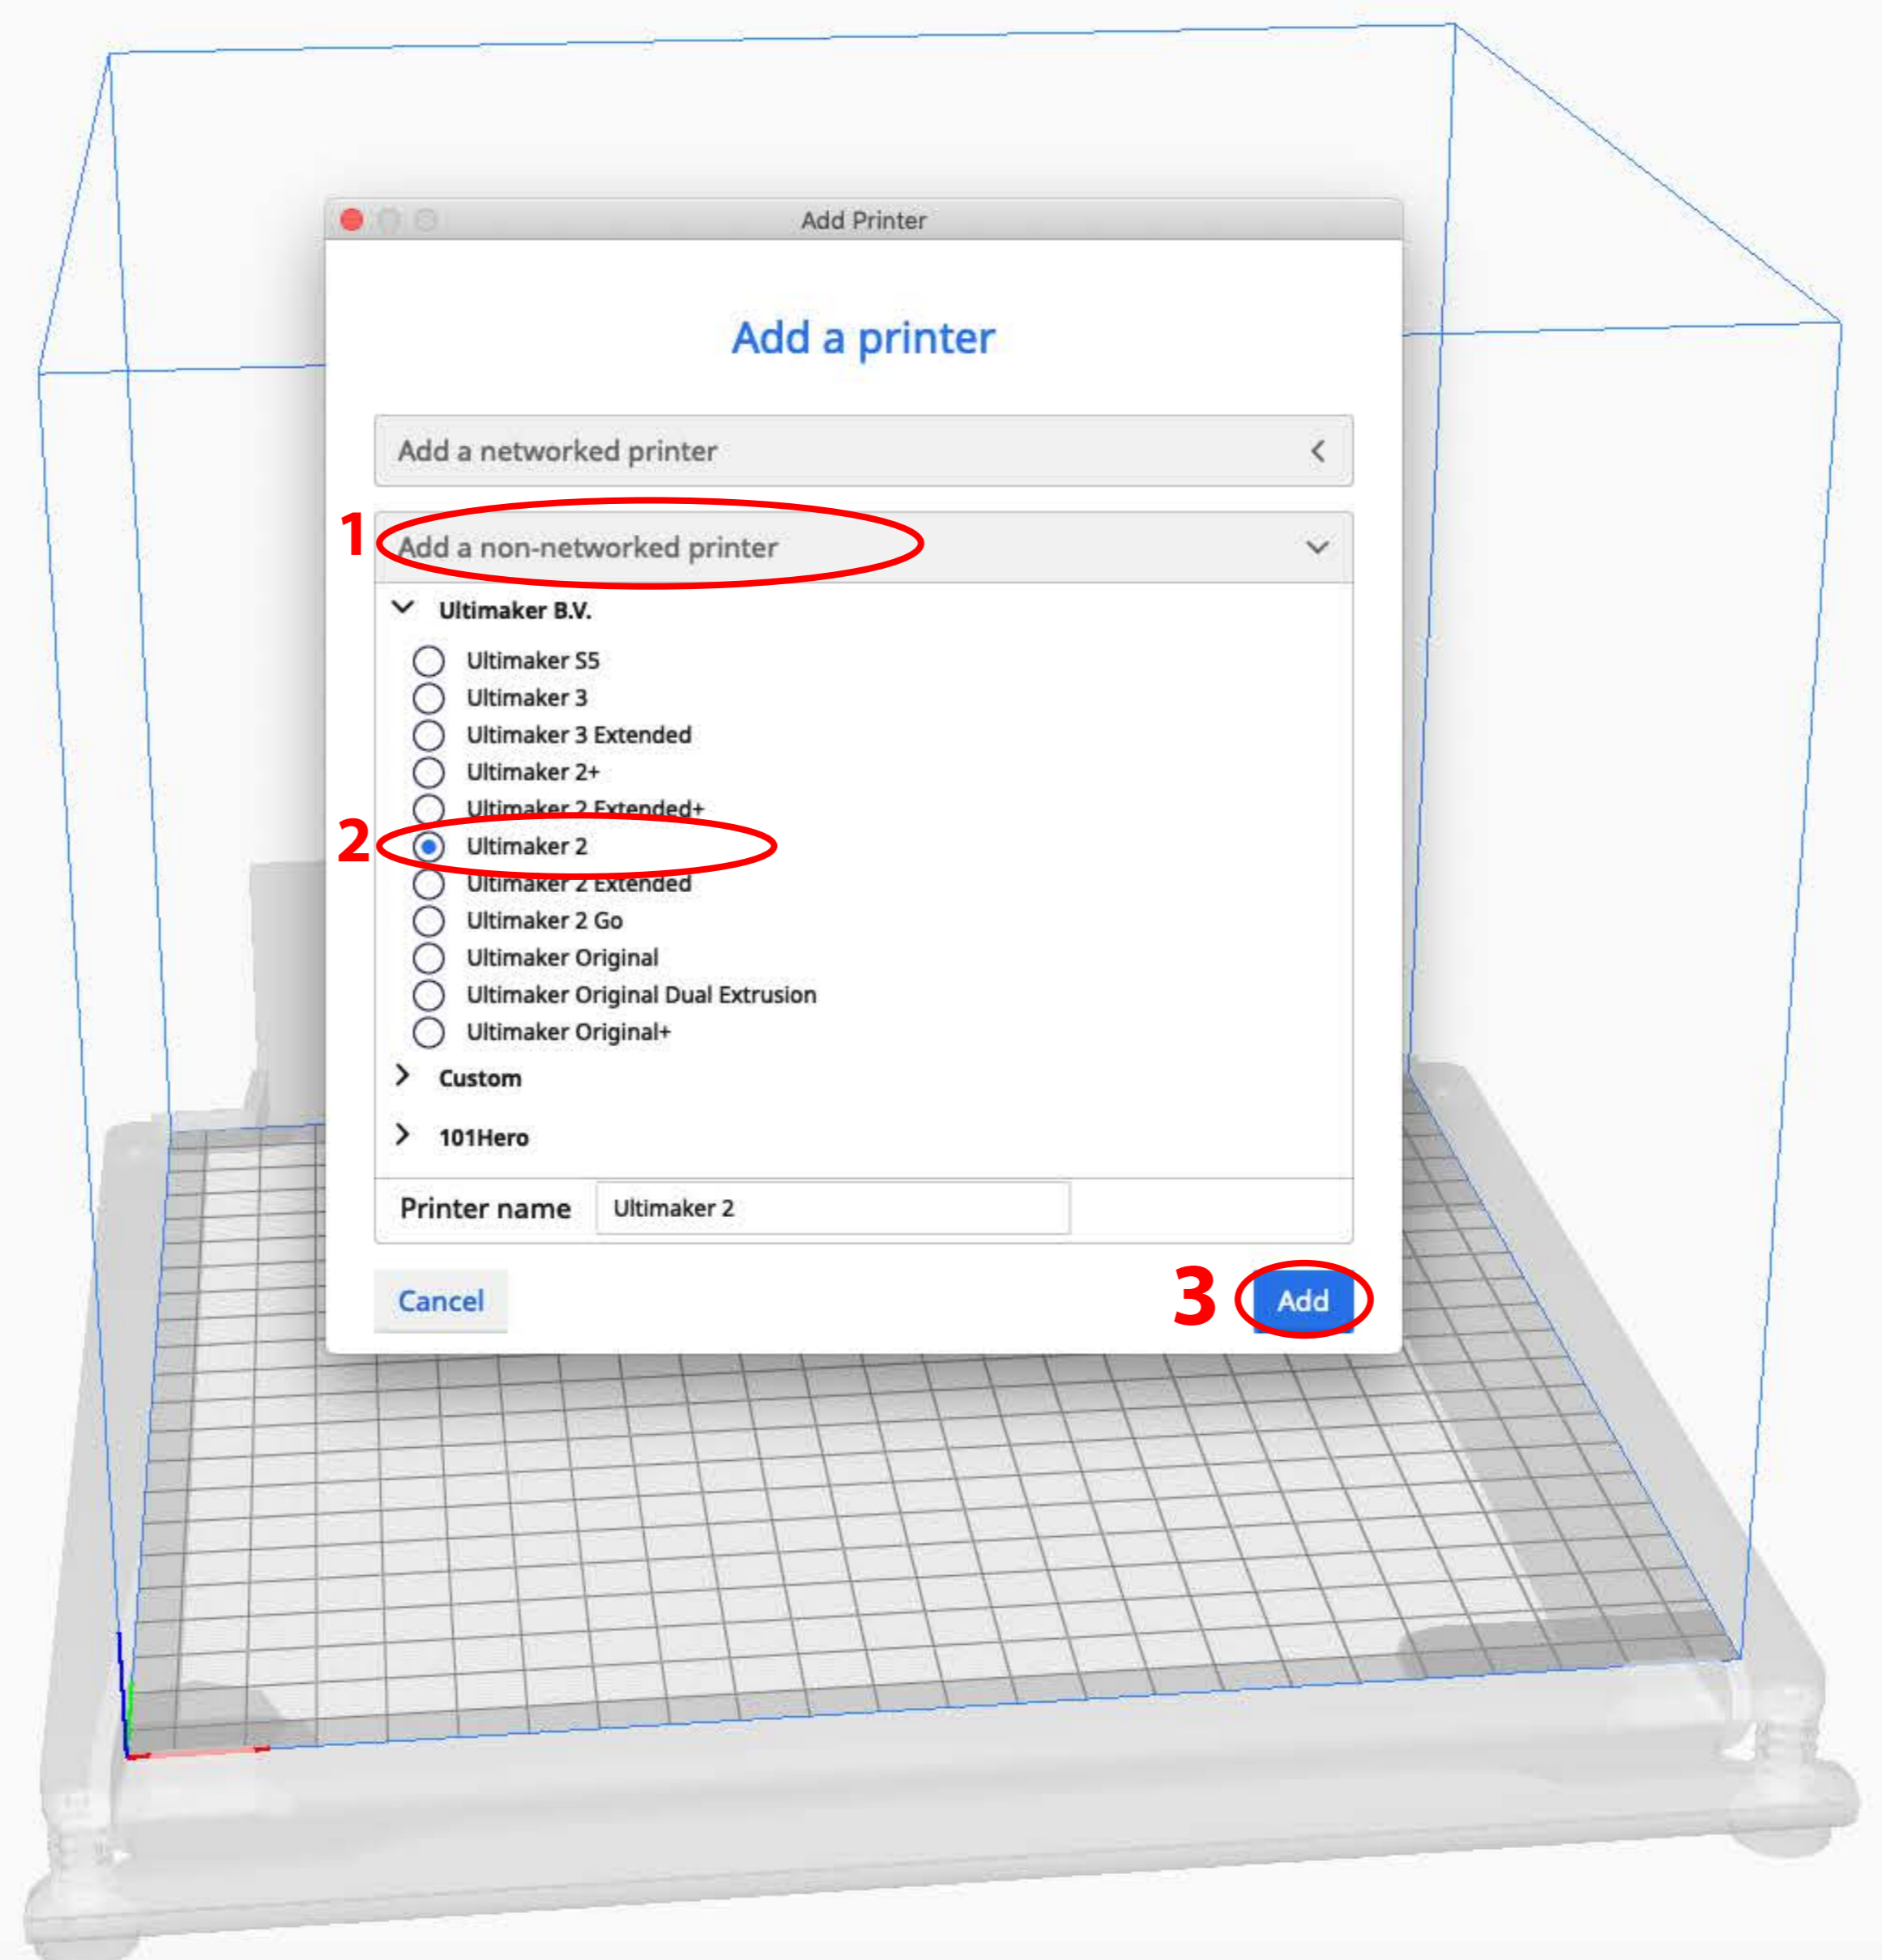 Add Printer
Add a printer
Add a networked printer
1 Add a non-networked printer
Ultimaker B.V.
Ultimaker S5
Ultimaker 3
Ultimaker 3 Extended
Ultimaker 2+
Ultimaker 2 Extended+
2 Ultimaker 2
Ultimaker 2 Extended
Ultimaker 2 Go
Ultimaker Original
Ultimaker Original Dual Extrusion
Ultimaker Original+
Custom
101Hero
Printer name Ultimaker 2
Cancel 3 Add